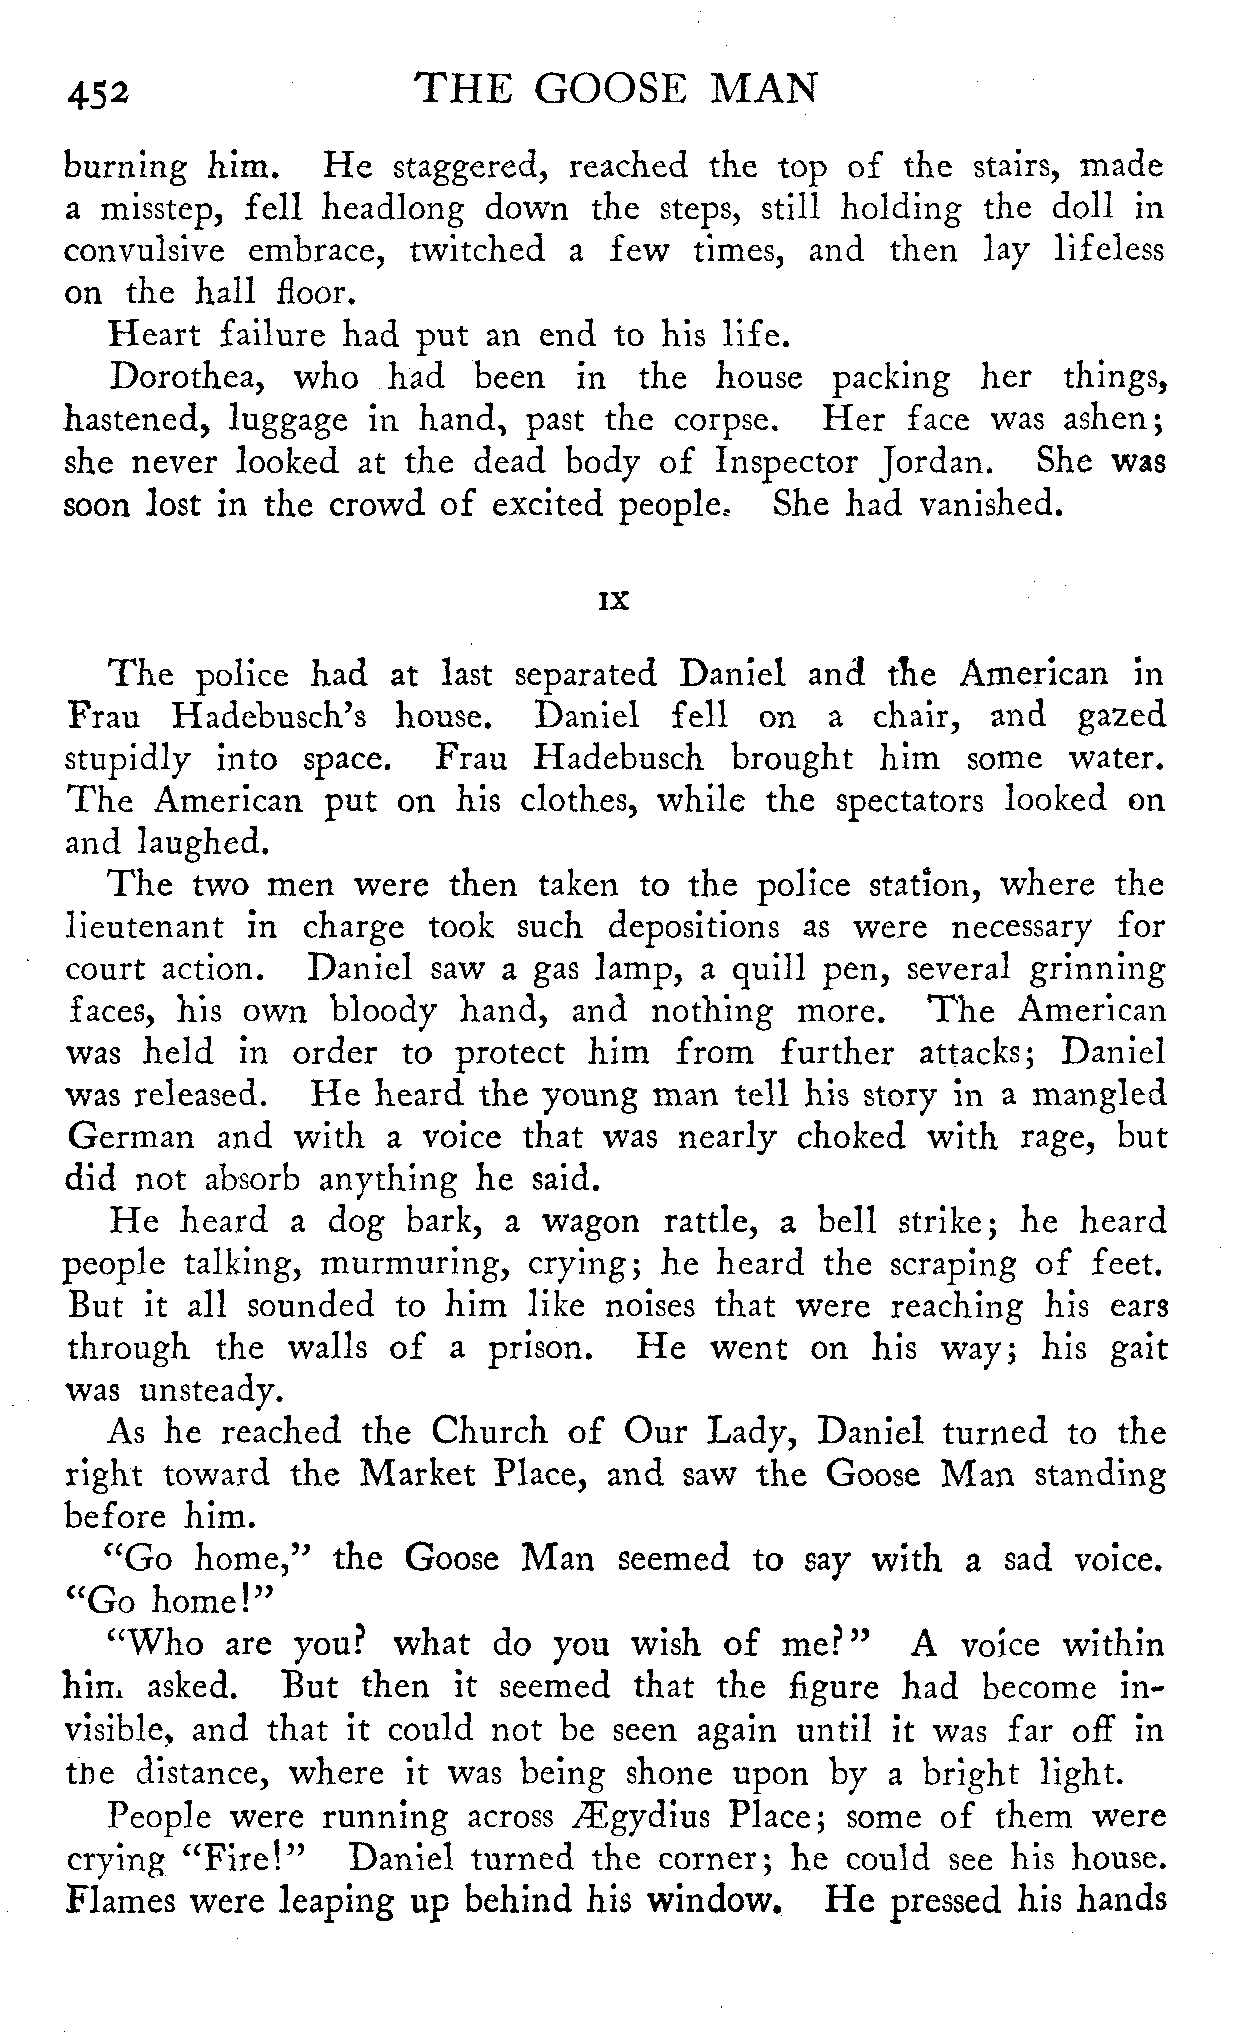 452 THE GOOSE MAN
burning him. He staggered, reached the top of the stairs, made
a misstep, fell headlong down the steps, still holding the doll in
convulsive embrace, twitched a few times, and then lay lifeless
on the hall floor.
Heart failure had put an end to his life.
Dorothea, who had been in the house packing her things,
hastened, luggage in hand, past the corpse. Her face was ashen;
she never looked at the dead body of Inspector Jordan. She was
soon lost in the crowd of excited people. She had vanished.
IX
The police had at last separated Daniel and the American in
Frau Hadebusch's house. Daniel fell on a chair, and gazed
stupidly into space. Frau Hadebusch brought him some water.
The American put on his clothes, while the spectators looked on
and laughed.
The two men were then taken to the police station, where the
lieutenant in charge took such depositions as were necessary for
court action. Daniel saw a gas lamp, a quill pen, several grinning
faces, his own bloody hand, and nothing more. The American
was held in order to protect him from further attacks; Daniel
was released. He heard the young man tell his story in a mangled
German and with a voice that was nearly choked with rage, but
did not absorb anything he said.
He heard a dog bark, a wagon rattle, a bell strike; he heard
people talking, murmuring, crying; he heard the scraping of feet.
But it all sounded to him like noises that were reaching his ears
through the walls of a prison. He went on his way; his gait
was unsteady.
As he reached the Church of Our Lady, Daniel turned to the
right toward the Market Place, and saw the Goose Man standing
before him.
"Go home," the Goose Man seemed to say with a sad voice.
"Go home!"
"Who are you? what do you wish of me?" A voice within
him asked. But then it seemed that the figure had become in-
visible, and that it could not be seen again until it was far off in
the distance, where it was being shone upon by a bright light.
People were running across Ægydius Place; some of them were
crying "Fire!" Daniel turned the corner; he could see his house.
Flames were leaping up behind his window. He pressed his hands